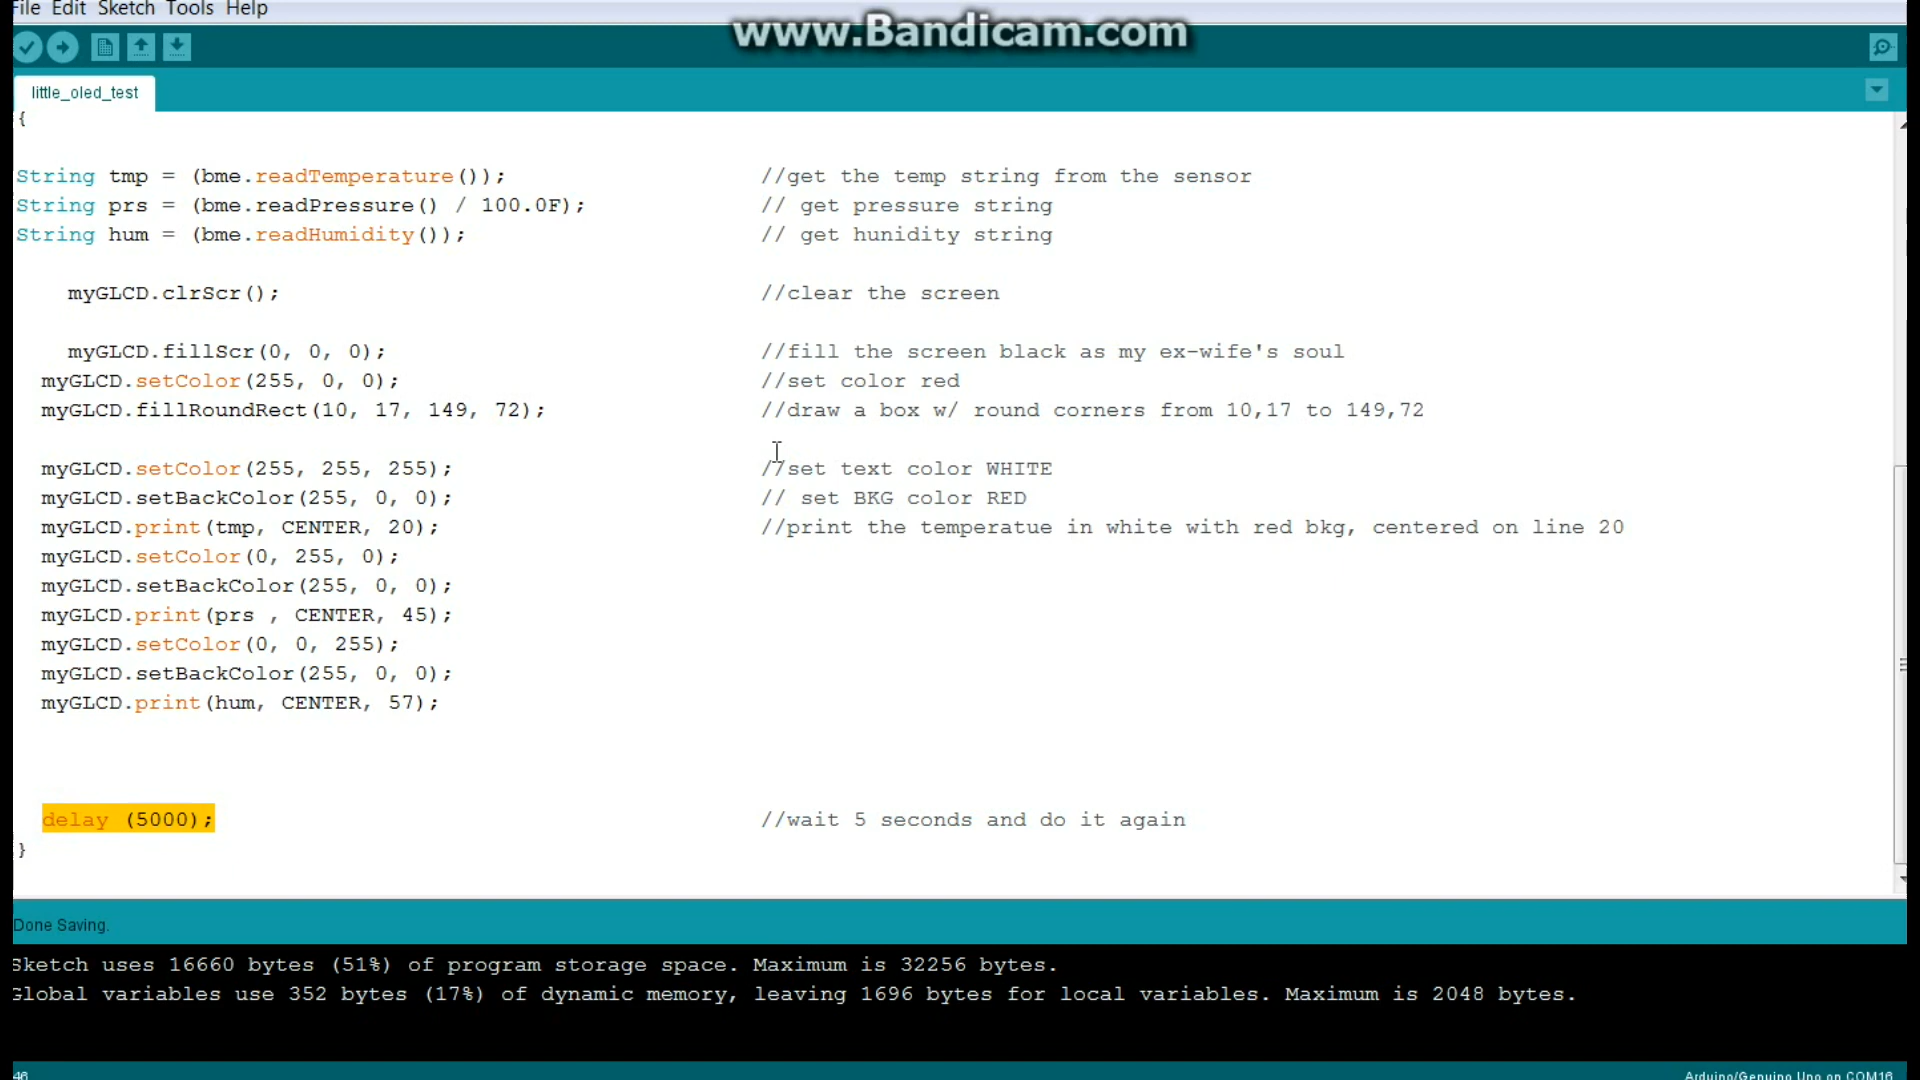 File Edit Sketch Tools Help
www.Bandicam.com
little_oled_test
{
String tmp = (bme.readTemperature()); //get the temp string from the sensor
String prs = (bme.readPressure() / 100.0F); // get pressure string
String hum = (bme.readHumidity()); // get hunidity string
myGLCD.clrScr(); //clear the screen
myGLCD.fillScr(0, 0, 0); //fill the screen black as my ex-wife's soul
myGLCD.setColor(255, 0, 0); //set color red
myGLCD.fillRoundRect(10, 17, 149, 72); //draw a box w/ round corners from 10,17 to 149,72
myGLCD.setColor(255, 255, 255); //set text color WHITE
myGLCD.setBackColor(255, 0, 0); // set BKG color RED
myGLCD.print(tmp, CENTER, 20); //print the temperatue in white with red bkg, centered on line 20
myGLCD.setColor(0, 255, 0);
myGLCD.setBackColor(255, 0, 0);
myGLCD.print(prs , CENTER, 45);
myGLCD.setColor(0, 0, 255);
myGLCD.setBackColor(255, 0, 0);
myGLCD.print(hum, CENTER, 57);
delay (5000); //wait 5 seconds and do it again
}
Done Saving.
Sketch uses 16660 bytes (51%) of program storage space. Maximum is 32256 bytes.
Global variables use 352 bytes (17%) of dynamic memory, leaving 1696 bytes for local variables. Maximum is 2048 bytes.
46 Arduino/Genuino Uno on COM16